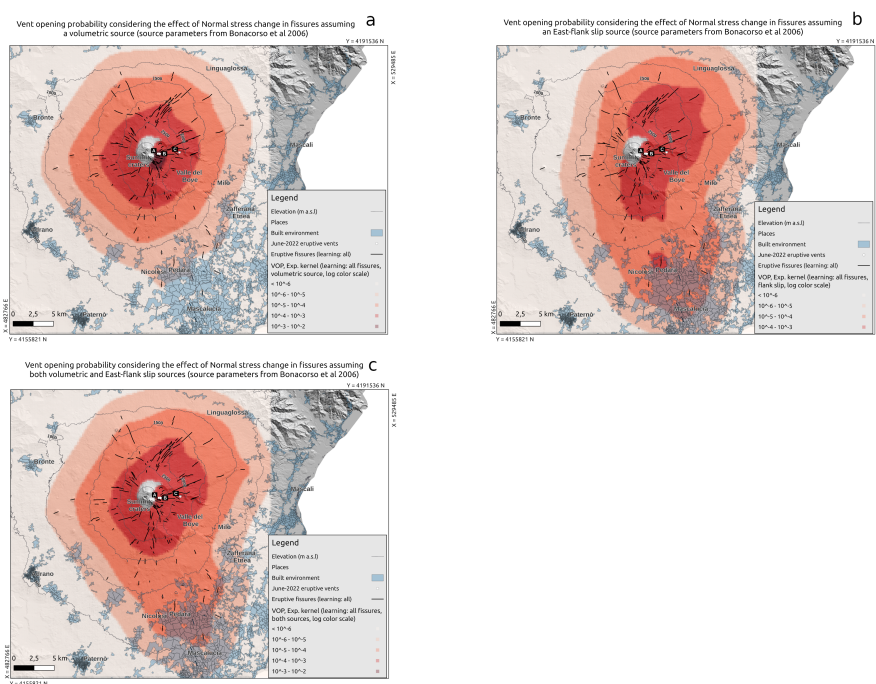 a
Vent opening probability considering the effect of Normal stress change in fissures assuming
a volumetric source (source parameters from Bonacorso et al 2006)
Y = 4191536 N
X = 529485 E
Linguaglossa
1500
Bronte
Mascali
A
B
C
Valle del
Bove
Milo
Zafferana
Etnea
Nicolosi Pedara
Mascalucia
Paternò
0 2,5 5 km
X = 482766 E
Y = 4155821 N
Legend
Elevation (m a.s.l)
Places
Built environment
June-2022 eruptive vents
Eruptive fissures (learning: all)
VOP, Exp. kernel (learning: all fissures,
volumetric source, log color scale)
< 10^-6
10^-6 - 10^-5
10^-5 - 10^-4
10^-4 - 10^-3
10^-3 - 10^-2
b
Vent opening probability considering the effect of Normal stress change in fissures assuming
an East-flank slip source (source parameters from Bonacorso et al 2006)
Y = 4191536 N
Linguaglossa
1500
Bronte
Mascali
A
B
C
Milo
Zafferana
Etnea
Nicolosi Pedara
Mascalucia
Paternò
0 2,5 5 km
X = 482766 E
Y = 4155821 N
Legend
Elevation (m a.s.l)
Places
Built environment
June-2022 eruptive vents
Eruptive fissures (learning: all)
VOP, Exp. kernel (learning: all fissures,
flank slip, log color scale)
< 10^-6
10^-6 - 10^-5
10^-5 - 10^-4
10^-4 - 10^-3
c
Vent opening probability considering the effect of Normal stress change in fissures assuming
both volumetric and East-flank slip sources (source parameters from Bonacorso et al 2006)
Y = 4191536 N
X = 529485 E
Linguaglossa
1500
Bronte
Mascali
A
B
C
Valle del
Bove
Milo
Zafferana
Etnea
Nicolosi Pedara
Mascalucia
Paternò
0 2,5 5 km
X = 482766 E
Y = 4155821 N
Legend
Elevation (m a.s.l)
Places
Built environment
June-2022 eruptive vents
Eruptive fissures (learning: all)
VOP, Exp. kernel (learning: all fissures,
both sources, log color scale)
< 10^-6
10^-6 - 10^-5
10^-5 - 10^-4
10^-4 - 10^-3
10^-3 - 10^-2